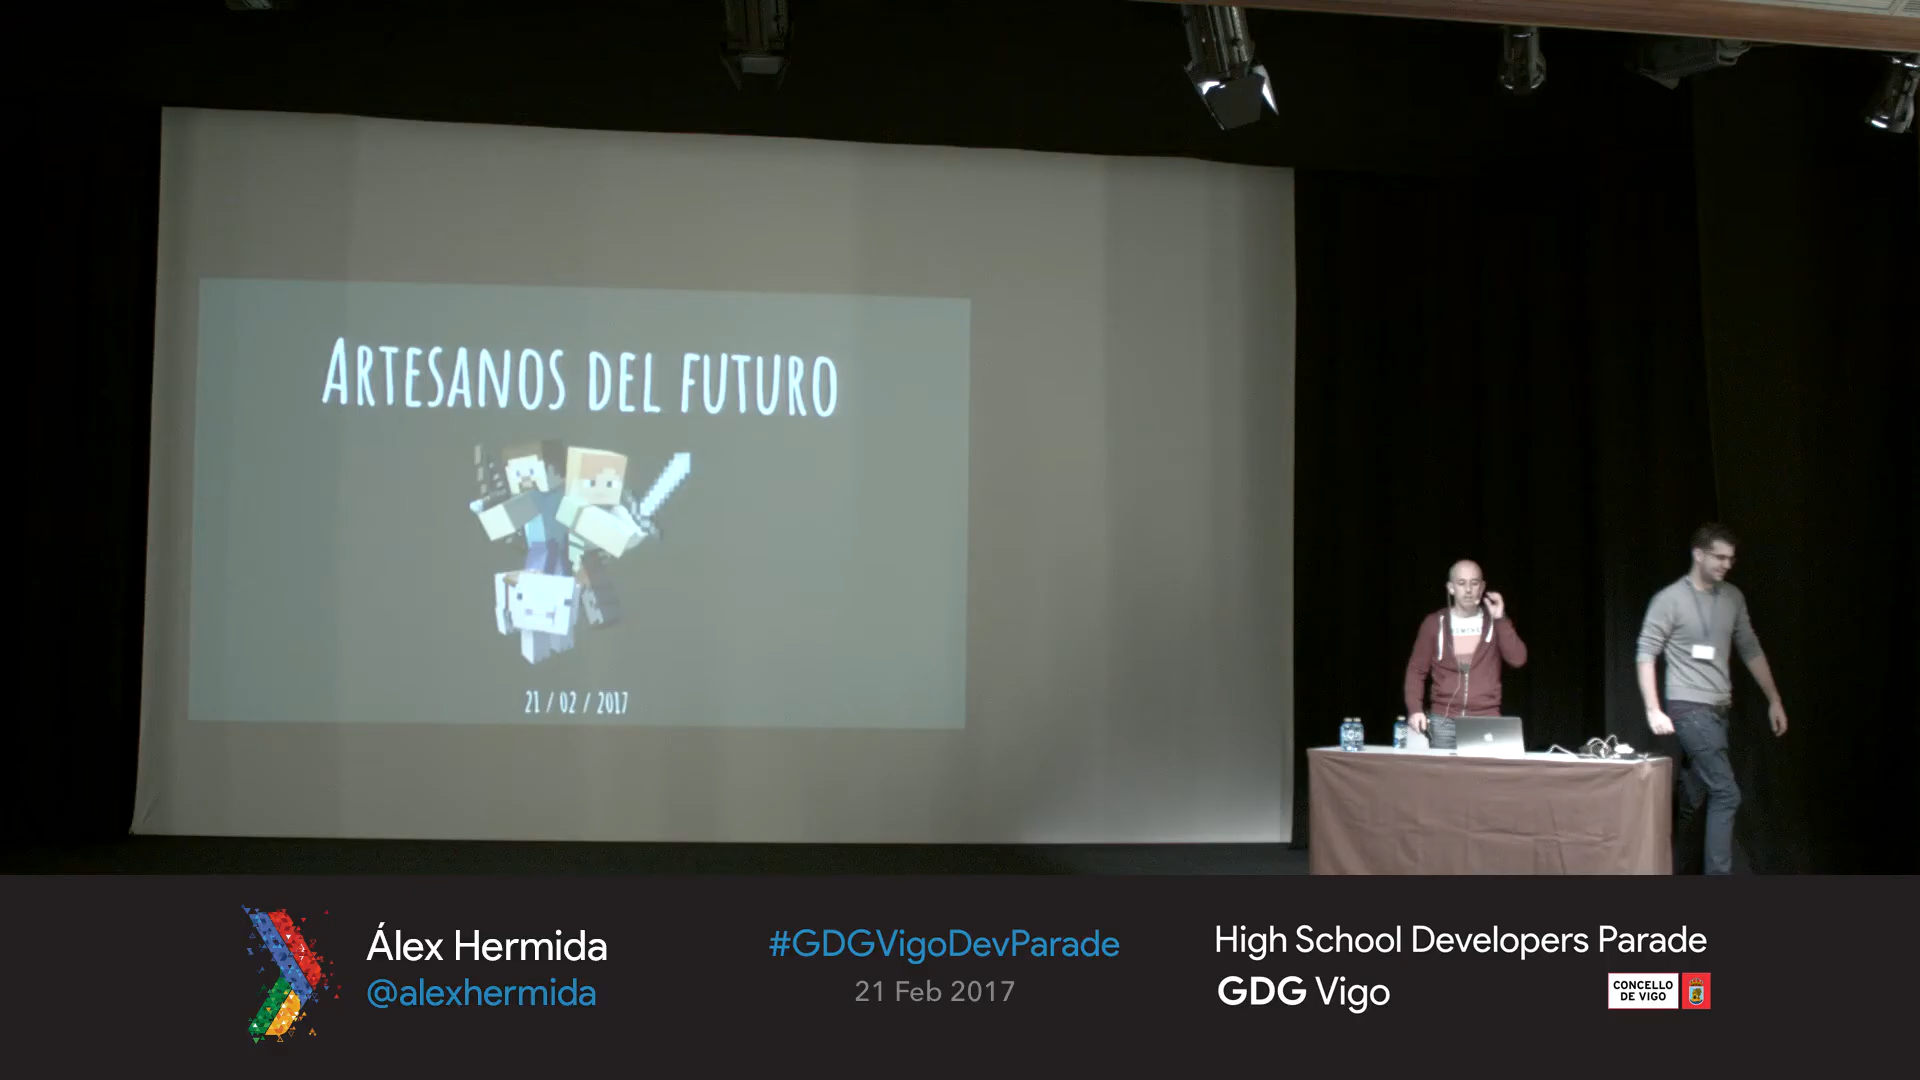 ARTESANOS DEL FUTURO
21 / 02 / 2017
Álex Hermida
@alexhermida
#GDGVigoDevParade
21 Feb 2017
High School Developers Parade
GDG Vigo
CONCELLO
DE VIGO